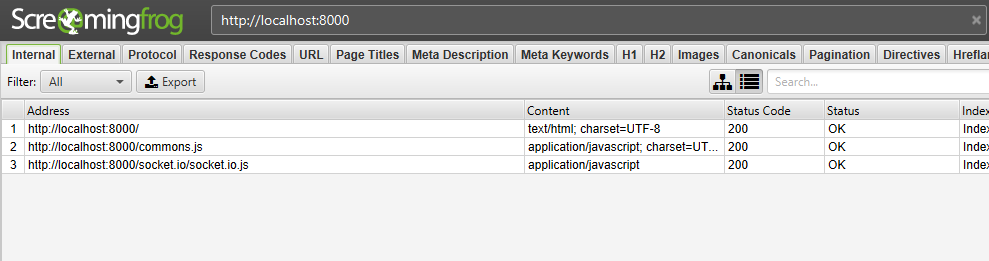 Screamingfrog http://localhost:8000
Internal External Protocol Response Codes URL Page Titles Meta Description Meta Keywords H1 H2 Images Canonicals Pagination Directives Hreflan
Filter: All Export Search...
Address Content Status Code Status Index
1 http://localhost:8000/ text/html; charset=UTF-8 200 OK Index
2 http://localhost:8000/commons.js application/javascript; charset=UT... 200 OK Index
3 http://localhost:8000/socket.io/socket.io.js application/javascript 200 OK Index